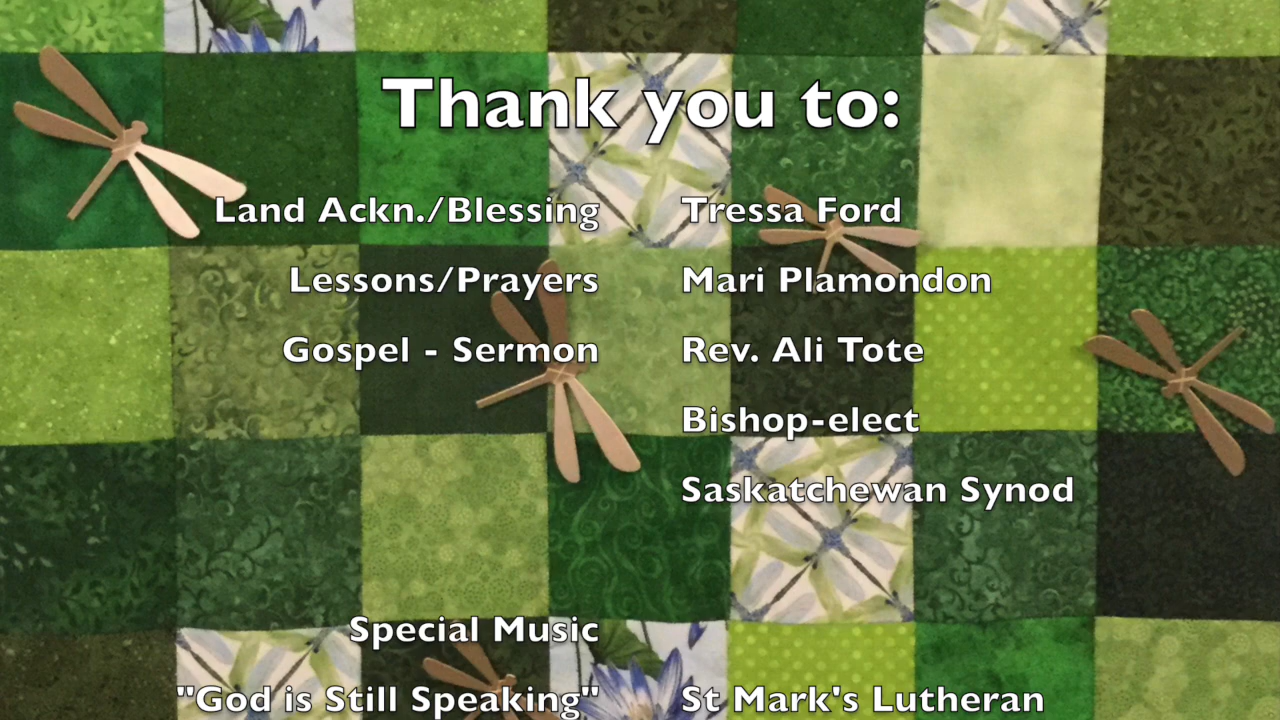 Thank you to:
Land Ackn./Blessing Tressa Ford
Lessons/Prayers Mari Plamondon
Gospel - Sermon Rev. Ali Tote
Bishop-elect
Saskatchewan Synod
Special Music
"God is Still Speaking" St Mark's Lutheran